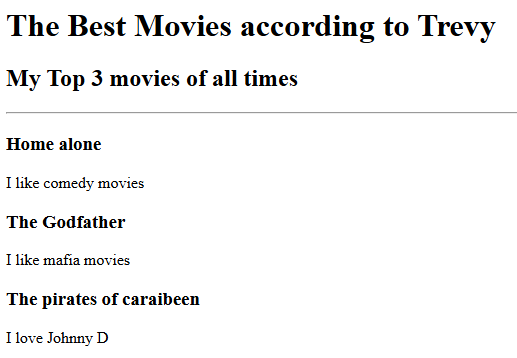 The Best Movies according to Trevy
My Top 3 movies of all times
Home alone
I like comedy movies
The Godfather
I like mafia movies
The pirates of caraibeen
I love Johnny D